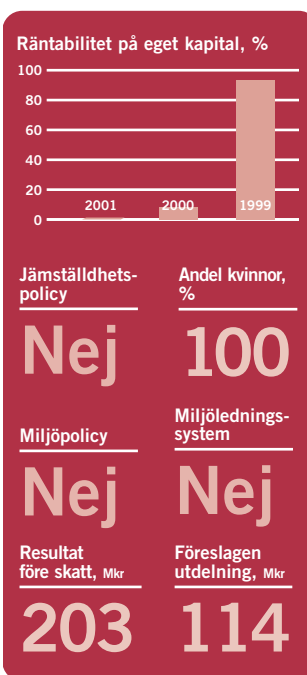 Räntabilitet på eget kapital, %
100
80
60
40
20
0
2001 2000 1999
Jämställdhets-
policy
Nej
Andel kvinnor,
%
100
Miljöpolicy
Nej
Miljölednings-
system
Nej
Resultat
före skatt, Mkr
203
Föreslagen
utdelning, Mkr
114